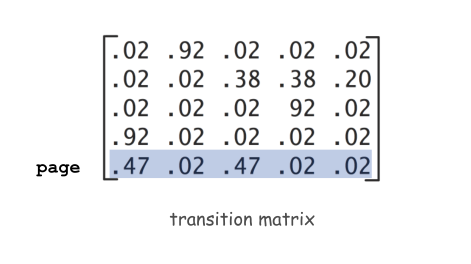 .02 .92 .02 .02 .02
.02 .02 .38 .38 .20
.02 .02 .02 92 .02
.92 .02 .02 .02 .02
page .47 .02 .47 .02 .02
transition matrix